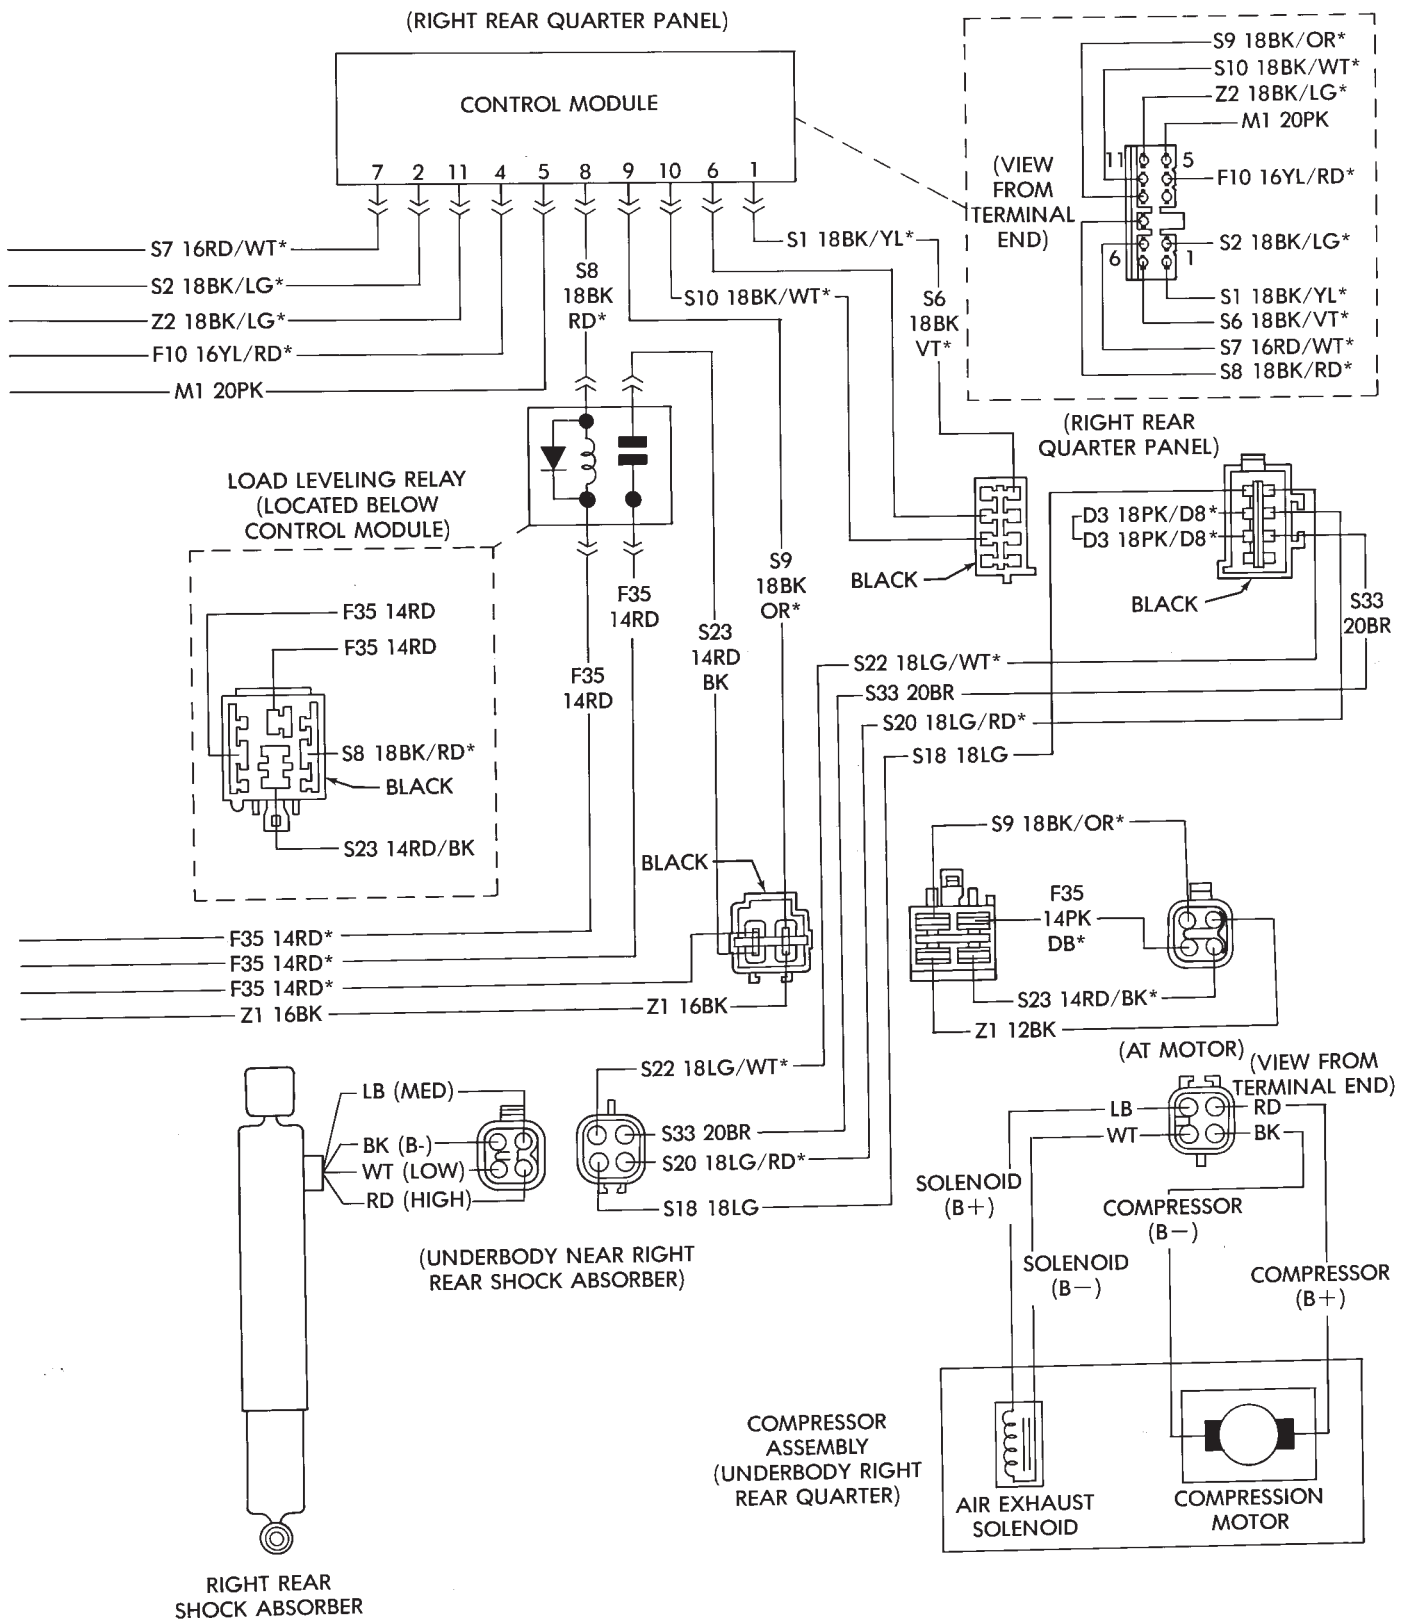 (RIGHT REAR QUARTER PANEL)
CONTROL MODULE
7 2 11 4 5 8 9 10 6 1
S7 16RD/WT*
S2 18BK/LG*
Z2 18BK/LG*
F10 16YL/RD*
M1 20PK
S8
18BK
RD*
S10 18BK/WT*
S1 18BK/YL*
S6
18BK
VT*
S9 18BK/OR*
S10 18BK/WT*
Z2 18BK/LG*
M1 20PK
11 5
(VIEW
FROM
TERMINAL
END)
F10 16YL/RD*
S2 18BK/LG*
6 1
S1 18BK/YL*
S6 18BK/VT*
S7 16RD/WT*
S8 18BK/RD*
(RIGHT REAR
QUARTER PANEL)
LOAD LEVELING RELAY
(LOCATED BELOW
CONTROL MODULE)
D3 18PK/D8*
D3 18PK/D8*
BLACK
BLACK
S9
18BK
OR*
F35
14RD
S23
14RD
BK
F35
14RD
S33
20BR
F35 14RD
F35 14RD
S8 18BK/RD*
BLACK
S23 14RD/BK
S22 18LG/WT*
S33 20BR
S20 18LG/RD*
S18 18LG
BLACK
S9 18BK/OR*
F35
14PK
DB*
S23 14RD/BK*
Z1 12BK
F35 14RD*
F35 14RD*
F35 14RD*
Z1 16BK
Z1 16BK
(AT MOTOR)
(VIEW FROM
TERMINAL END)
S22 18LG/WT*
S33 20BR
S20 18LG/RD*
S18 18LG
LB (MED)
BK (B-)
WT (LOW)
RD (HIGH)
LB
WT
RD
BK
SOLENOID
(B+)
COMPRESSOR
(B−)
SOLENOID
(B−)
COMPRESSOR
(B+)
(UNDERBODY NEAR RIGHT
REAR SHOCK ABSORBER)
COMPRESSOR
ASSEMBLY
(UNDERBODY RIGHT
REAR QUARTER)
AIR EXHAUST
SOLENOID
COMPRESSION
MOTOR
RIGHT REAR
SHOCK ABSORBER